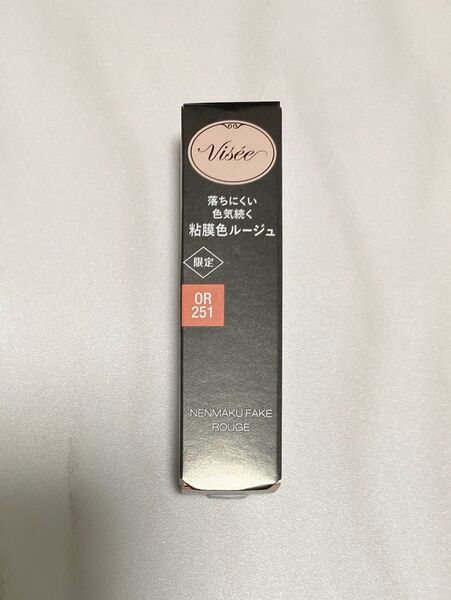 Visée
落ちにくい
色気続く
粘膜色ルージュ
限定
OR
251
NENMAKU FAKE
ROUGE